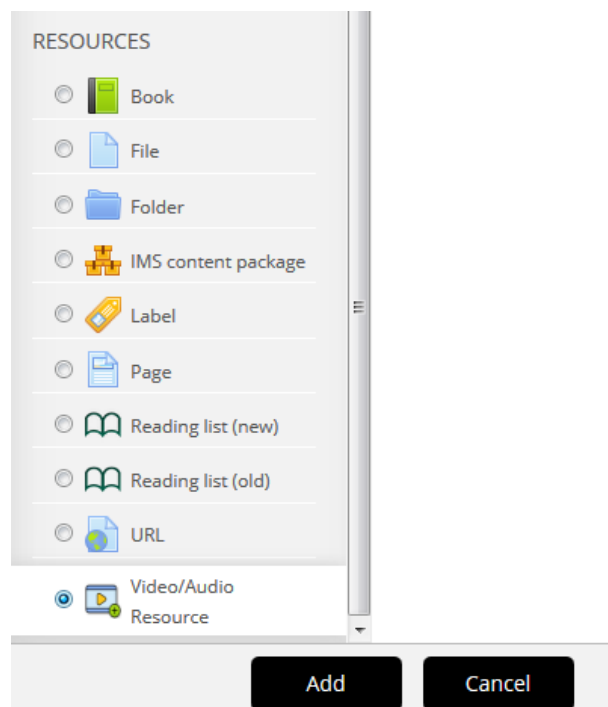 RESOURCES
Book
File
Folder
IMS content package
Label
Page
Reading list (new)
Reading list (old)
URL
Video/Audio
Resource
Add
Cancel